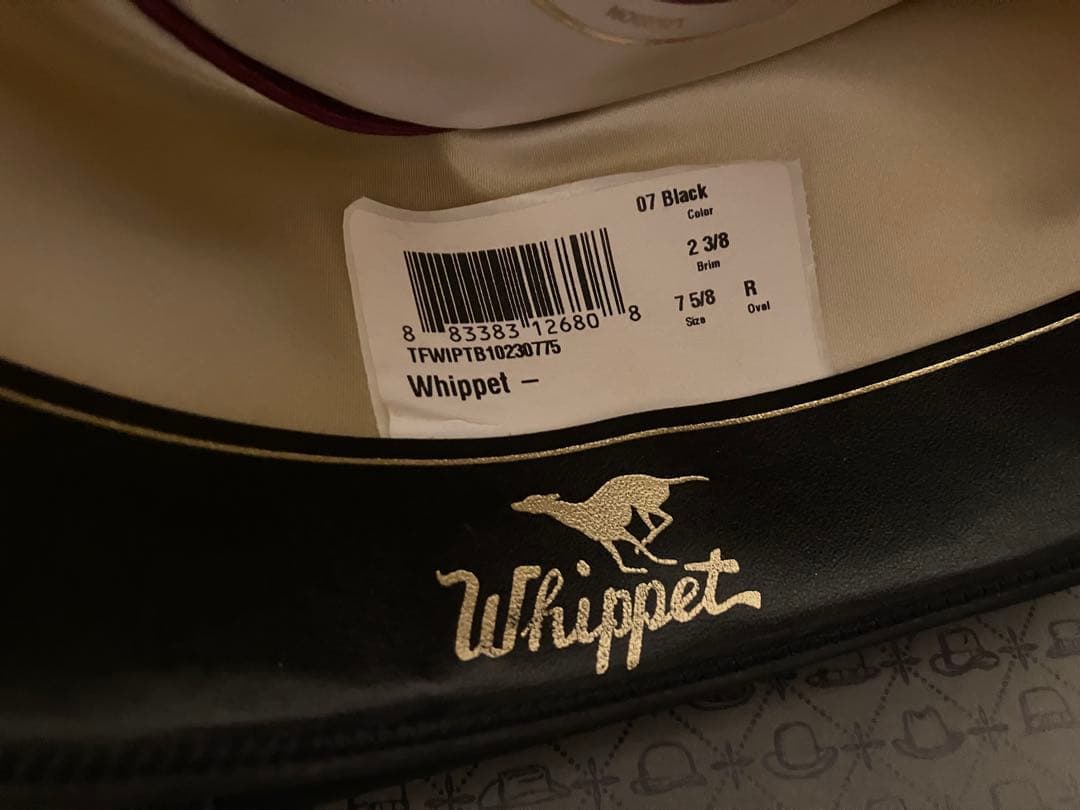 07 Black
Color
2 3/8
Brim
7 5/8
Size
R
Oval
8 83383 12680 8
TFWIPTB10230775
Whippet –
Whippet